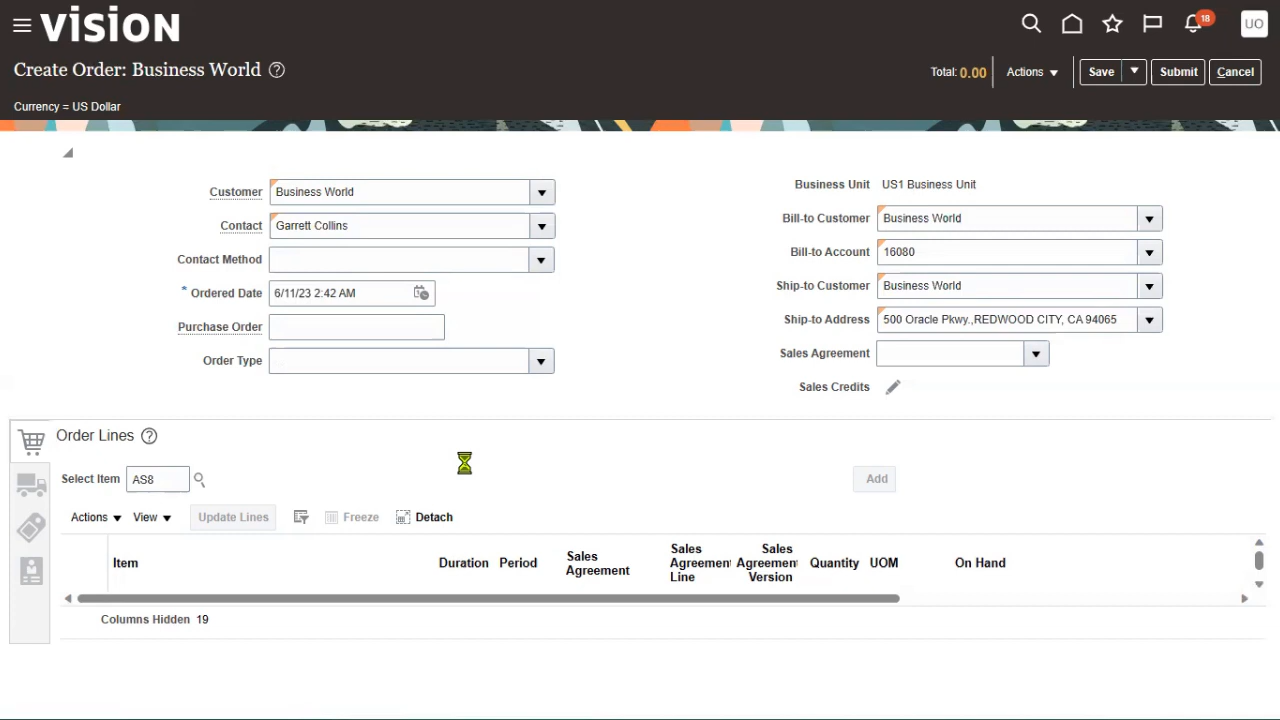 vision
18
UO
Create Order: Business World
Total: 0.00
Actions
Save
Submit
Cancel
Currency = US Dollar
Customer Business World
Contact Garrett Collins
Contact Method
* Ordered Date 6/11/23 2:42 AM
Purchase Order
Order Type
Business Unit US1 Business Unit
Bill-to Customer Business World
Bill-to Account 16080
Ship-to Customer Business World
Ship-to Address 500 Oracle Pkwy.,REDWOOD CITY, CA 94065
Sales Agreement
Sales Credits
Order Lines
Select Item AS8
Add
Actions View Update Lines Freeze Detach
Item
Duration
Period
Sales
Agreement
Sales
Agreement
Line
Sales
Agreement
Version
Quantity
UOM
On Hand
Columns Hidden 19